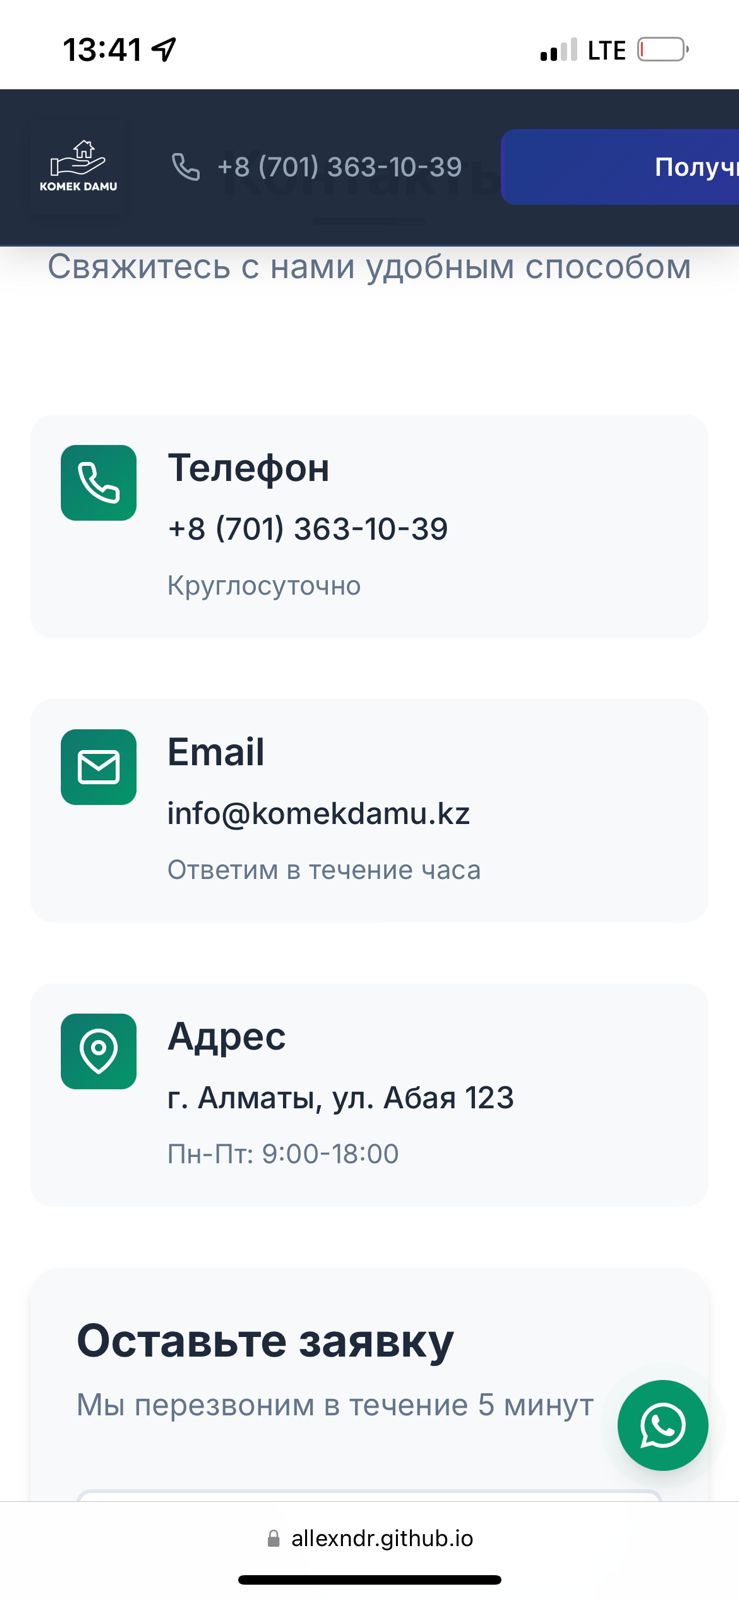 13:41
LTE
KOMEK DAMU
+8 (701) 363-10-39
Получ
Контакты
Свяжитесь с нами удобным способом
Телефон
+8 (701) 363-10-39
Круглосуточно
Email
info@komekdamu.kz
Ответим в течение часа
Адрес
г. Алматы, ул. Абая 123
Пн-Пт: 9:00-18:00
Оставьте заявку
Мы перезвоним в течение 5 минут
allexndr.github.io